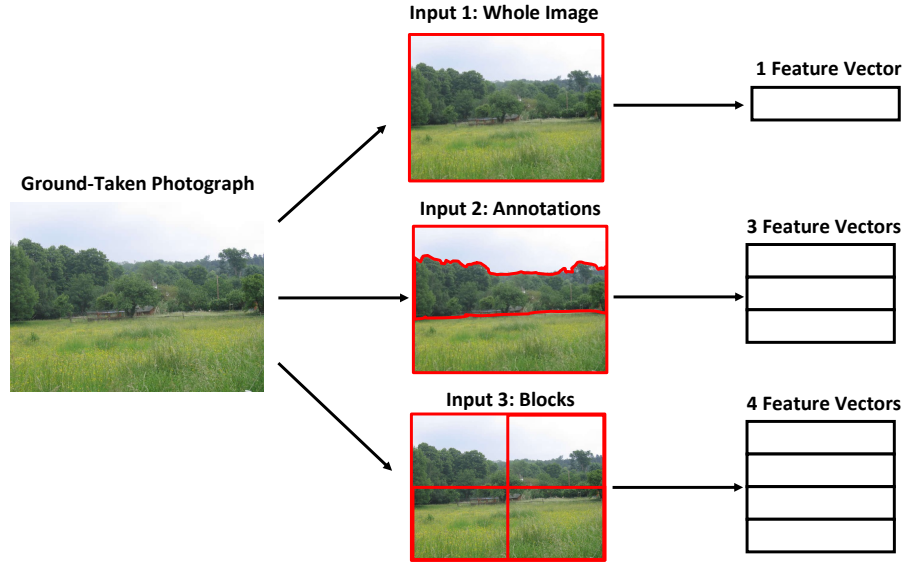 Input 1: Whole Image
1 Feature Vector
Ground-Taken Photograph
Input 2: Annotations
3 Feature Vectors
Input 3: Blocks
4 Feature Vectors